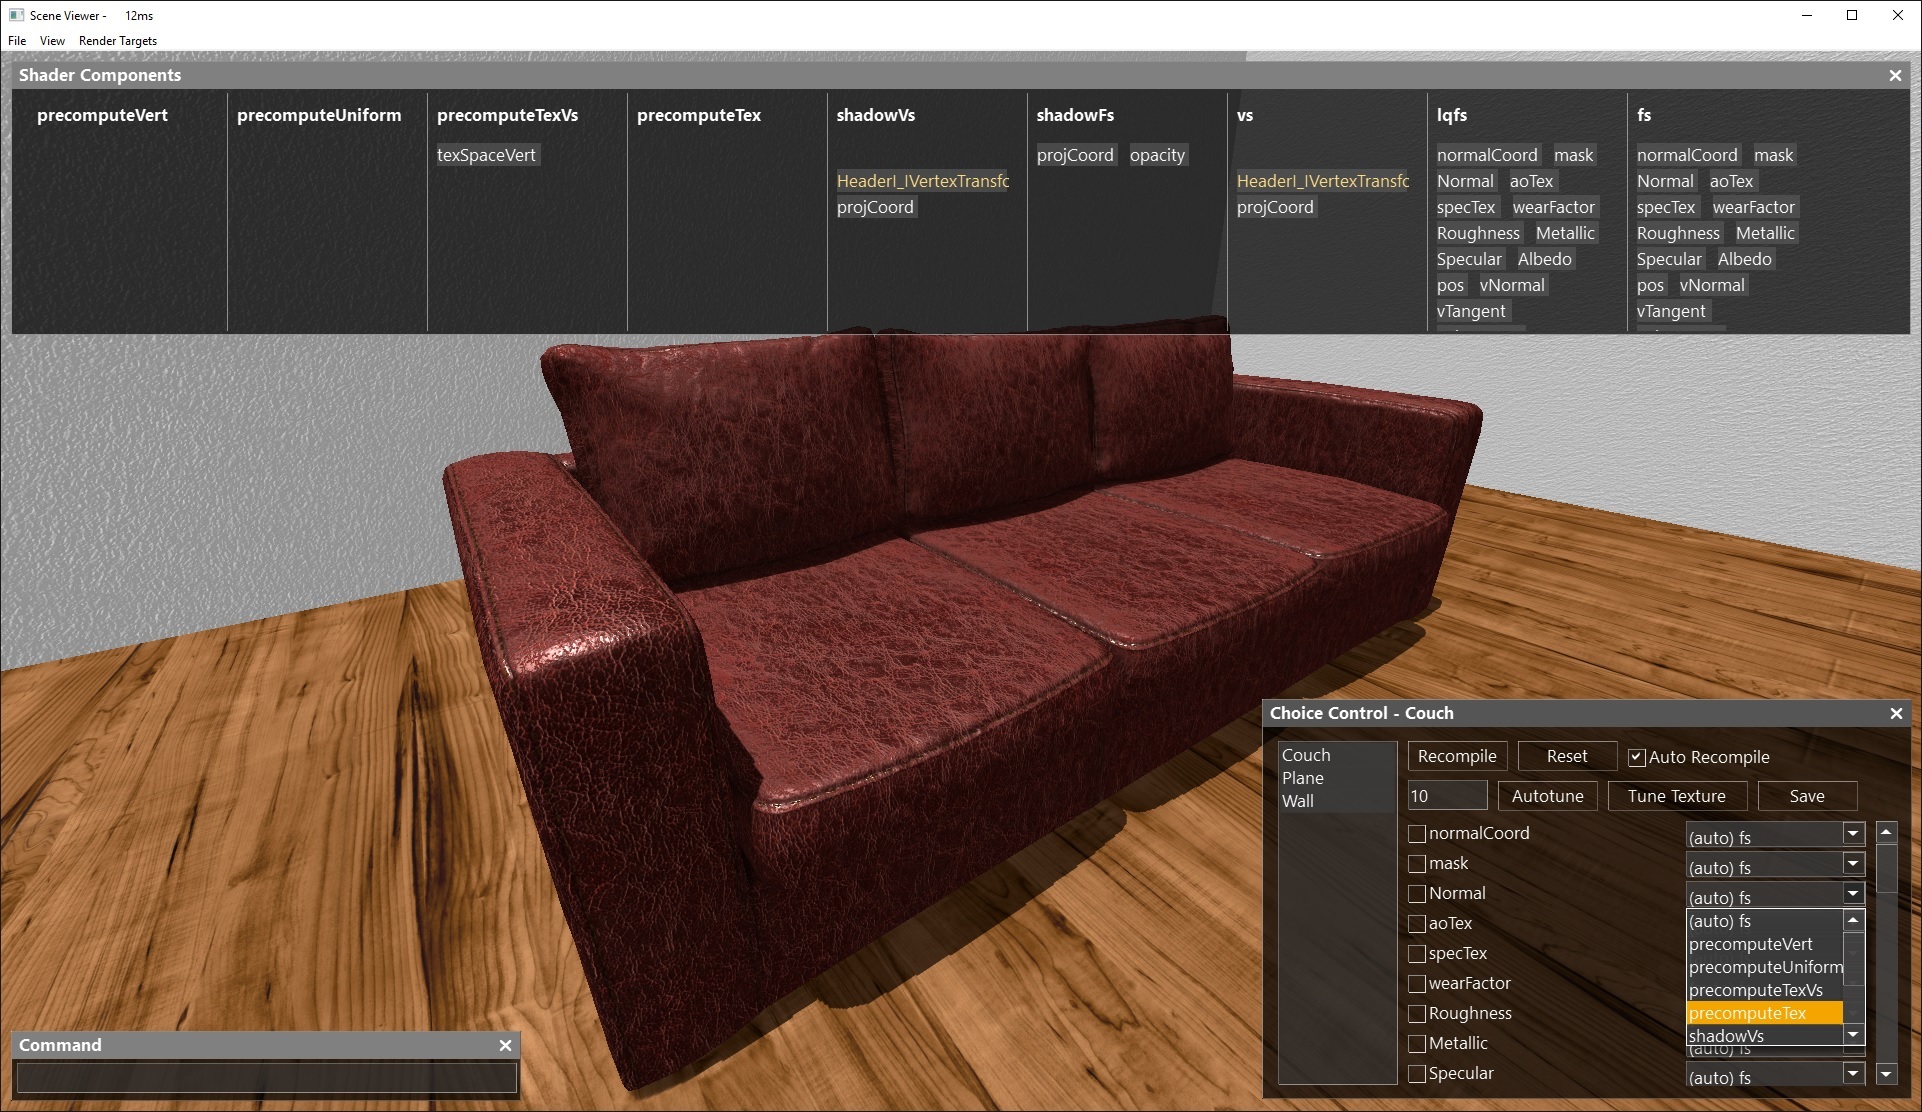 Scene Viewer -      12ms
File View Render Targets
Shader Components
precomputeVert
precomputeUniform
precomputeTexVs
texSpaceVert
precomputeTex
shadowVs
HeaderI_IVertexTransfc
projCoord
shadowFs
projCoord opacity
vs
HeaderI_IVertexTransfc
projCoord
lqfs
normalCoord mask
Normal aoTex
specTex wearFactor
Roughness Metallic
Specular Albedo
pos vNormal
vTangent
fs
normalCoord mask
Normal aoTex
specTex wearFactor
Roughness Metallic
Specular Albedo
pos vNormal
vTangent
Choice Control - Couch
Couch
Plane
Wall
Recompile Reset Auto Recompile
10 Autotune Tune Texture Save
normalCoord (auto) fs
mask (auto) fs
Normal (auto) fs
aoTex
specTex
wearFactor
Roughness
Metallic
Specular (auto) fs
(auto) fs
precomputeVert
precomputeUniform
precomputeTexVs
precomputeTex
shadowVs
(auto) fs
Command